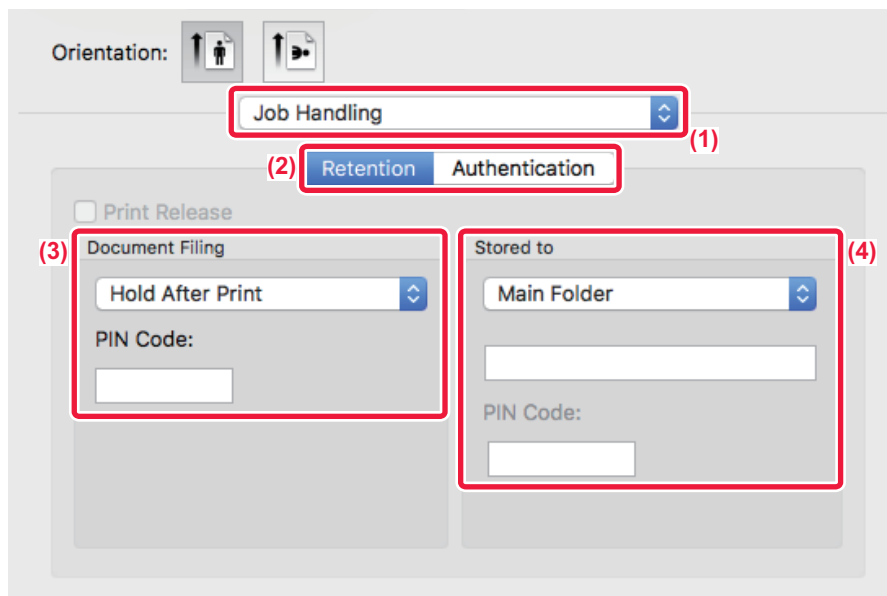 Orientation:
Job Handling
(1)
(2) Retention Authentication
Print Release
(3) Document Filing
Stored to (4)
Hold After Print
Main Folder
PIN Code:
PIN Code: